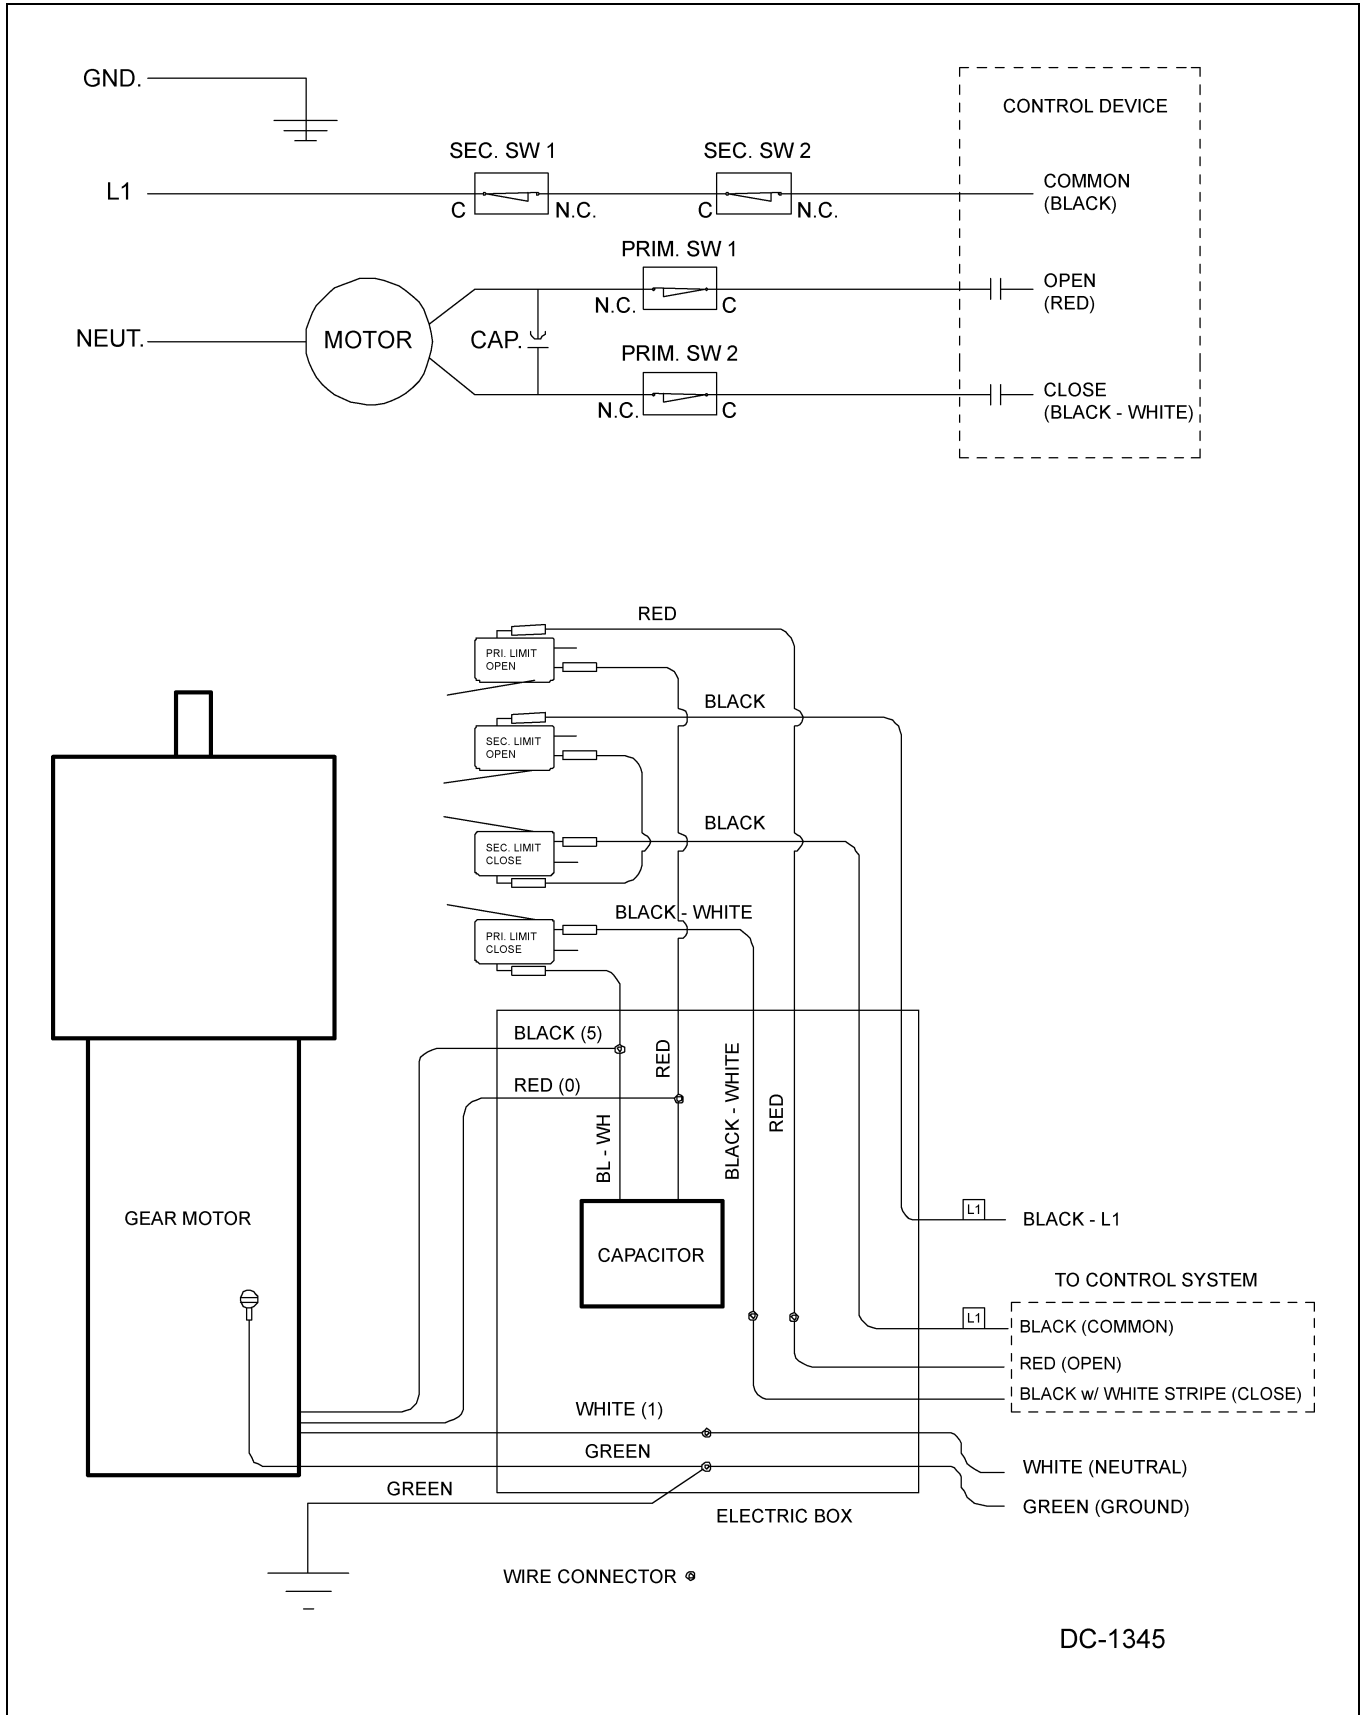 GND.
CONTROL DEVICE
SEC. SW 1
SEC. SW 2
L1
C
N.C.
C
N.C.
COMMON
(BLACK)
PRIM. SW 1
N.C.
C
OPEN
(RED)
NEUT.
MOTOR
CAP.
PRIM. SW 2
N.C.
C
CLOSE
(BLACK - WHITE)
RED
PRI. LIMIT
OPEN
BLACK
SEC. LIMIT
OPEN
BLACK
SEC. LIMIT
CLOSE
BLACK - WHITE
PRI. LIMIT
CLOSE
BLACK (5)
RED
BLACK - WHITE
RED (0)
RED
BL - WH
GEAR MOTOR
CAPACITOR
L1
BLACK - L1
TO CONTROL SYSTEM
L1
BLACK (COMMON)
RED (OPEN)
BLACK w/ WHITE STRIPE (CLOSE)
WHITE (1)
GREEN
WHITE (NEUTRAL)
GREEN
GREEN (GROUND)
ELECTRIC BOX
WIRE CONNECTOR
DC-1345